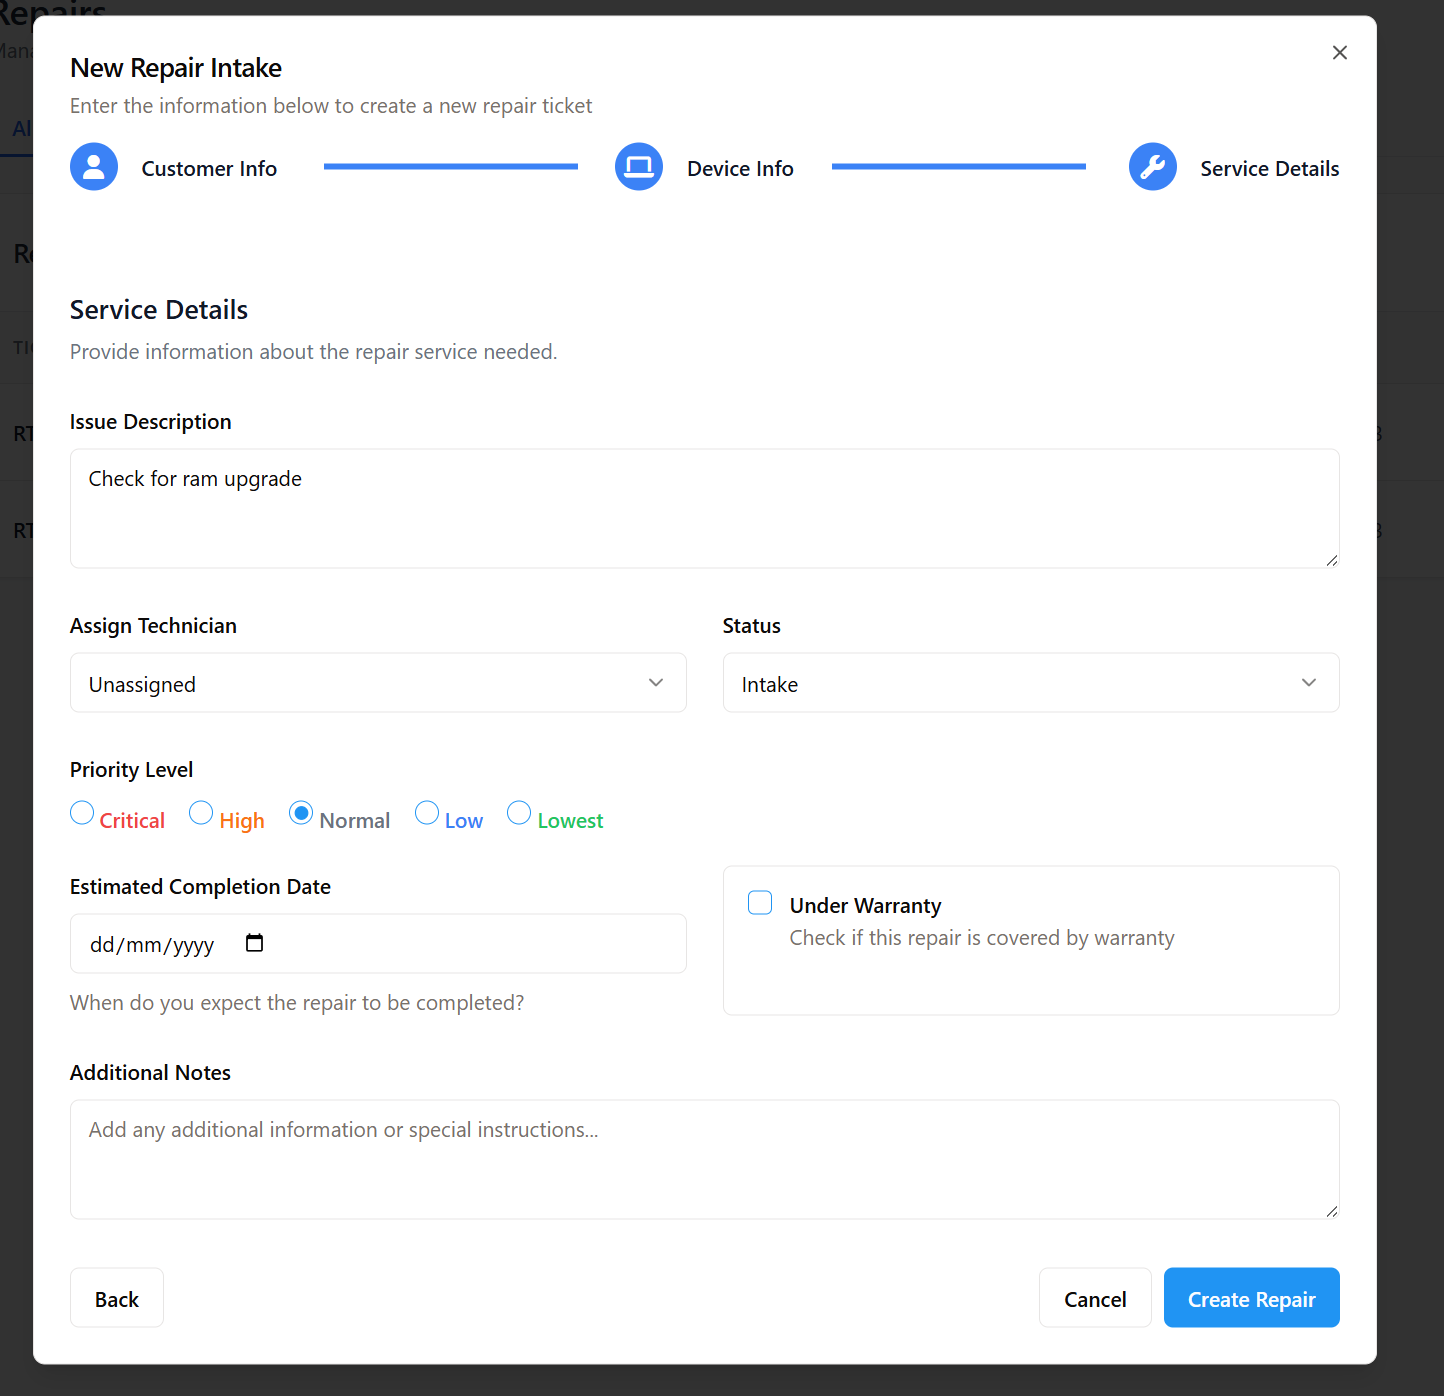 Repairs
New Repair Intake
Enter the information below to create a new repair ticket
Customer Info
Device Info
Service Details
Service Details
Provide information about the repair service needed.
Issue Description
Check for ram upgrade
Assign Technician
Status
Unassigned
Intake
Priority Level
Critical
High
Normal
Low
Lowest
Estimated Completion Date
dd/mm/yyyy
When do you expect the repair to be completed?
Under Warranty
Check if this repair is covered by warranty
Additional Notes
Add any additional information or special instructions...
Back
Cancel
Create Repair